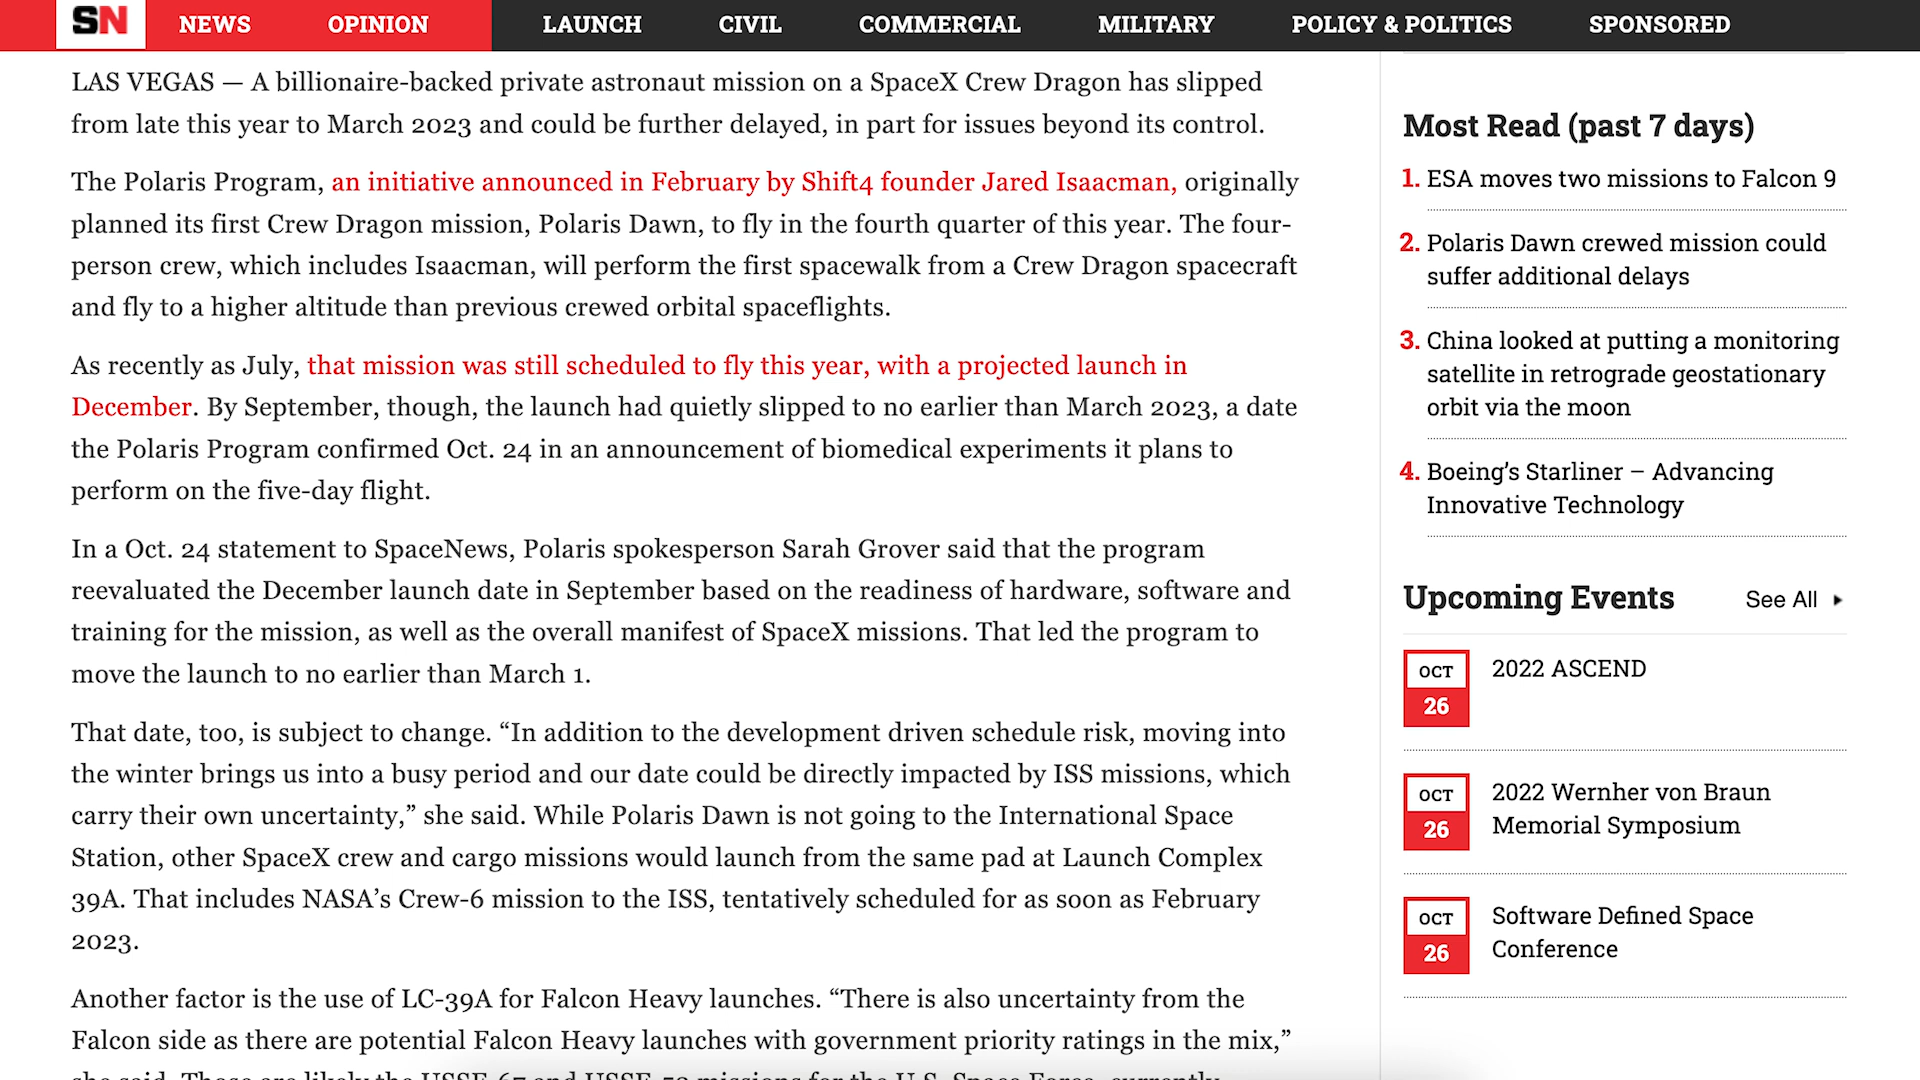 SN NEWS OPINION LAUNCH CIVIL COMMERCIAL MILITARY POLICY & POLITICS SPONSORED
LAS VEGAS — A billionaire-backed private astronaut mission on a SpaceX Crew Dragon has slipped
from late this year to March 2023 and could be further delayed, in part for issues beyond its control.
The Polaris Program, an initiative announced in February by Shift4 founder Jared Isaacman, originally
planned its first Crew Dragon mission, Polaris Dawn, to fly in the fourth quarter of this year. The four-
person crew, which includes Isaacman, will perform the first spacewalk from a Crew Dragon spacecraft
and fly to a higher altitude than previous crewed orbital spaceflights.
As recently as July, that mission was still scheduled to fly this year, with a projected launch in
December. By September, though, the launch had quietly slipped to no earlier than March 2023, a date
the Polaris Program confirmed Oct. 24 in an announcement of biomedical experiments it plans to
perform on the five-day flight.
In a Oct. 24 statement to SpaceNews, Polaris spokesperson Sarah Grover said that the program
reevaluated the December launch date in September based on the readiness of hardware, software and
training for the mission, as well as the overall manifest of SpaceX missions. That led the program to
move the launch to no earlier than March 1.
That date, too, is subject to change. “In addition to the development driven schedule risk, moving into
the winter brings us into a busy period and our date could be directly impacted by ISS missions, which
carry their own uncertainty,” she said. While Polaris Dawn is not going to the International Space
Station, other SpaceX crew and cargo missions would launch from the same pad at Launch Complex
39A. That includes NASA’s Crew-6 mission to the ISS, tentatively scheduled for as soon as February
2023.
Another factor is the use of LC-39A for Falcon Heavy launches. “There is also uncertainty from the
Falcon side as there are potential Falcon Heavy launches with government priority ratings in the mix,”
she said. Those are likely the USSF-67 and USSF-52 missions for the U.S. Space Force, currently
Most Read (past 7 days)
1. ESA moves two missions to Falcon 9
2. Polaris Dawn crewed mission could
suffer additional delays
3. China looked at putting a monitoring
satellite in retrograde geostationary
orbit via the moon
4. Boeing’s Starliner – Advancing
Innovative Technology
Upcoming Events See All
OCT 26 2022 ASCEND
OCT 26 2022 Wernher von Braun
Memorial Symposium
OCT 26 Software Defined Space
Conference